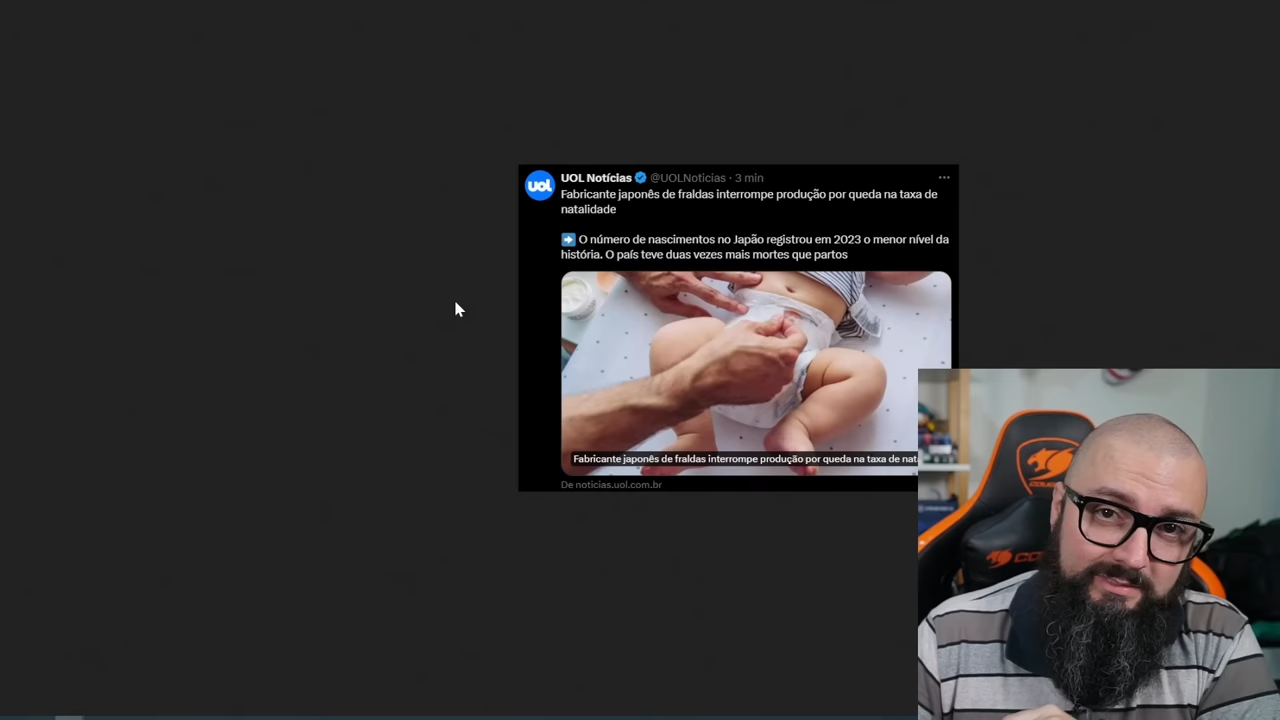 uol
UOL Notícias @UOLNoticias · 3 min
Fabricante japonês de fraldas interrompe produção por queda na taxa de
natalidade
➡ O número de nascimentos no Japão registrou em 2023 o menor nível da
história. O país teve duas vezes mais mortes que partos
Fabricante japonês de fraldas interrompe produção por queda na taxa de
De noticias.uol.com.br